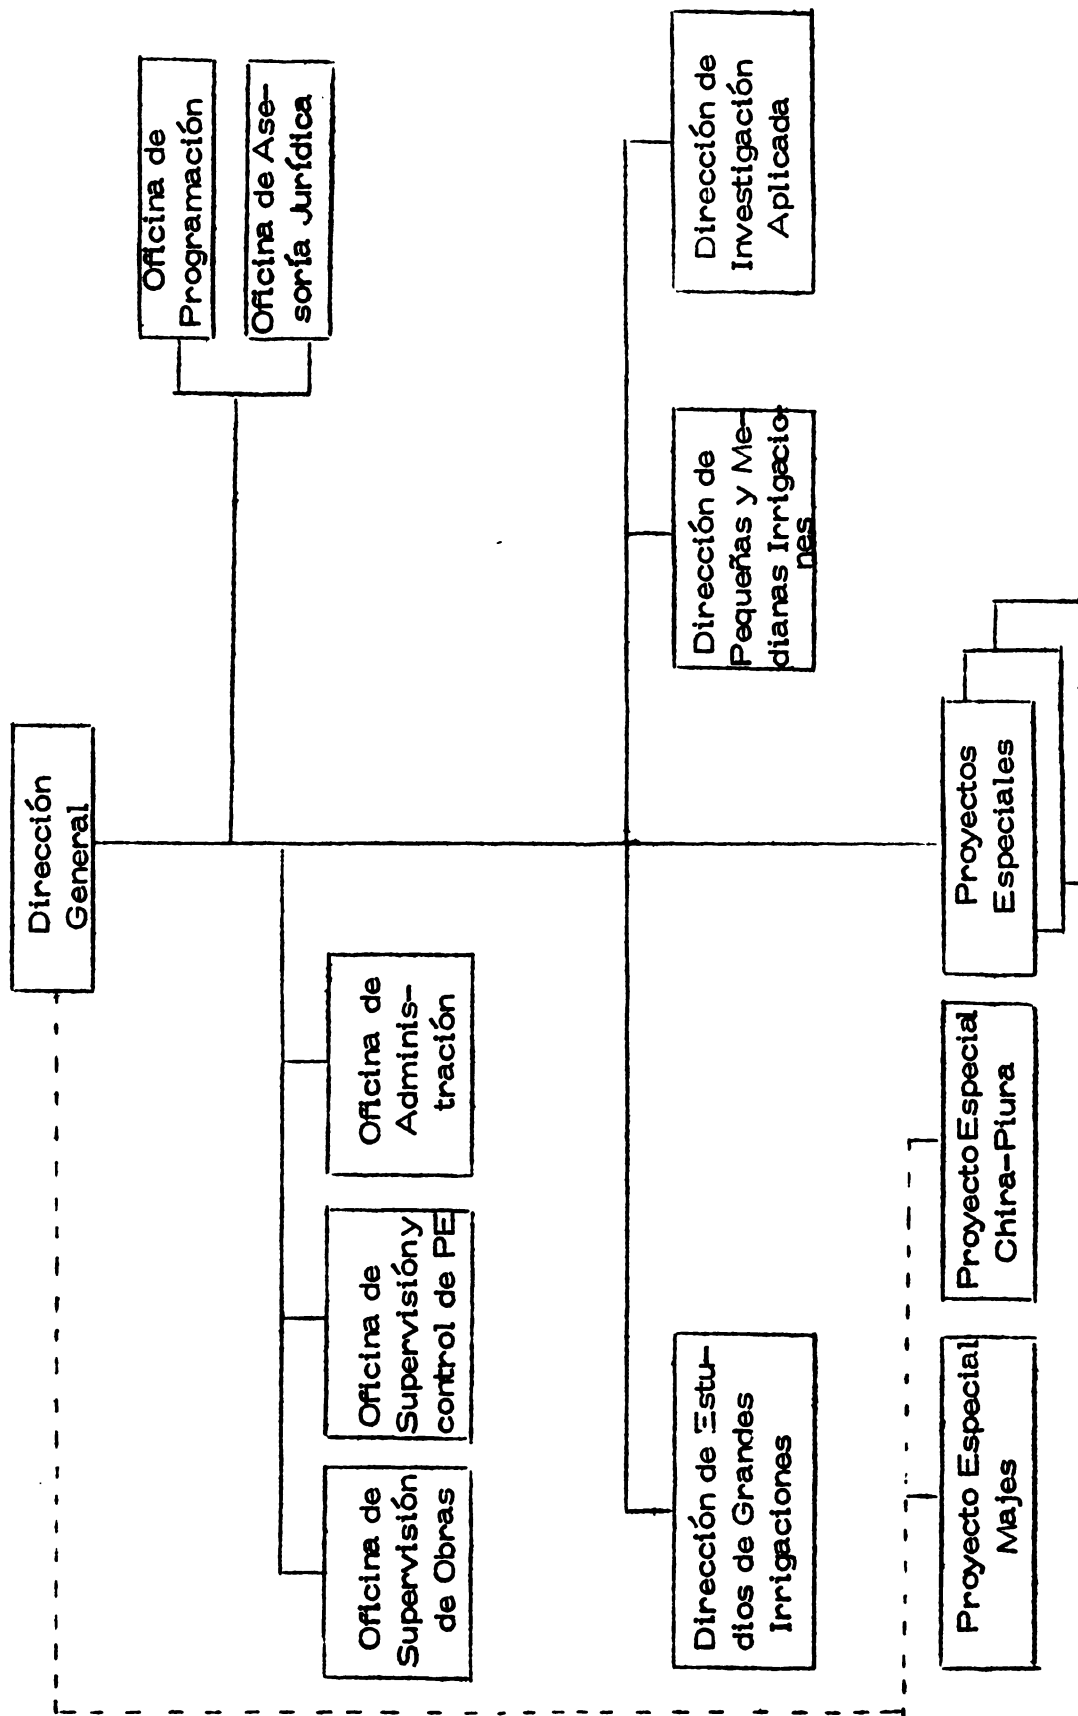 Dirección
General
Oficina de
Programación
Oficina de Ase-
soría Jurídica
Oficina de
Supervisión
de Obras
Oficina de
Supervisión y
control de PE
Oficina de
Adminis-
tración
Dirección de Estu-
dios de Grandes
Irrigaciones
Dirección de
Pequeñas y Me-
dianas Irrigacio-
nes
Dirección de
Investigación
Aplicada
Proyecto Especial
Majes
Proyecto Especial
Chira-Piura
Proyectos
Especiales